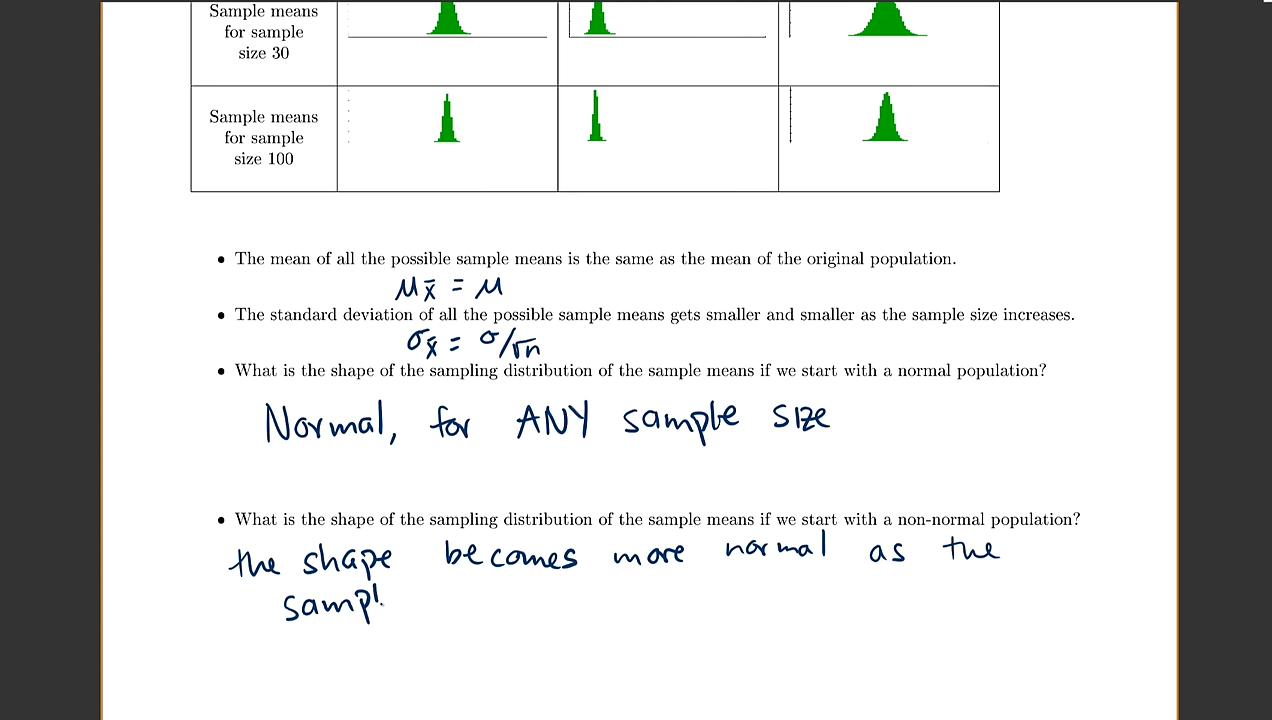 Sample means
for sample
size 30
Sample means
for sample
size 100
• The mean of all the possible sample means is the same as the mean of the original population.
μx̄ = μ
• The standard deviation of all the possible sample means gets smaller and smaller as the sample size increases.
σx̄ = σ/√n
• What is the shape of the sampling distribution of the sample means if we start with a normal population?
Normal, for ANY sample size
• What is the shape of the sampling distribution of the sample means if we start with a non-normal population?
the shape becomes more normal as the
sampl